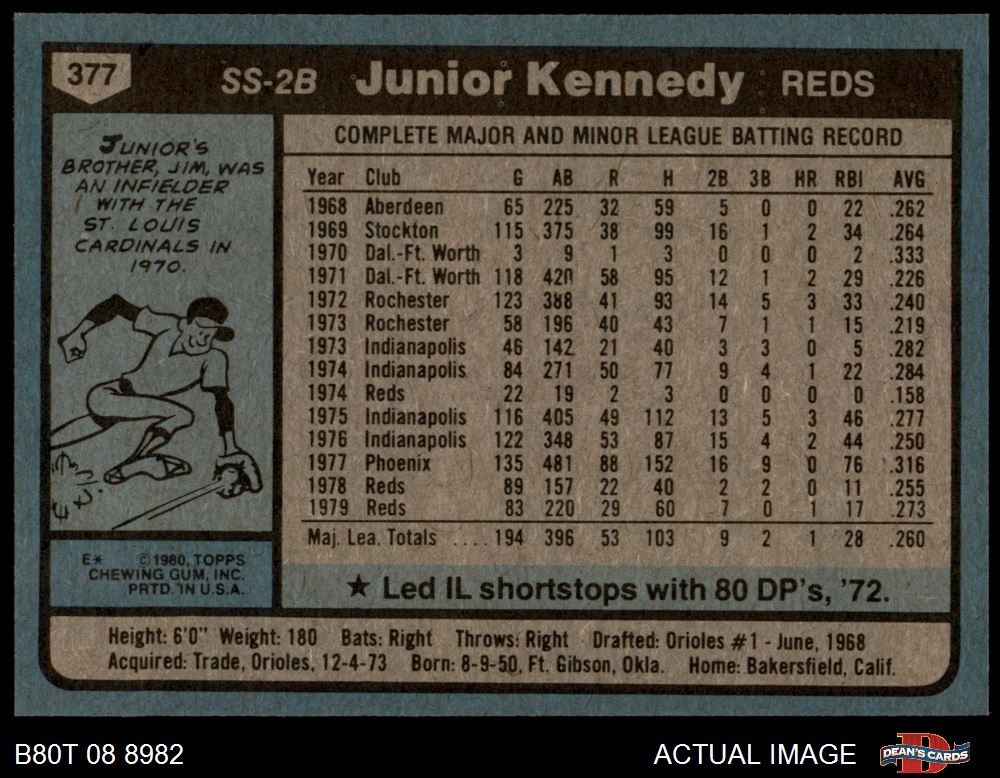 377 SS-2B Junior Kennedy REDS
JUNIOR'S
BROTHER, JIM, WAS
AN INFIELDER
WITH THE
ST. LOUIS
CARDINALS IN
1970.
E* ©1980, TOPPS
CHEWING GUM, INC.
PRTD. IN U.S.A.
COMPLETE MAJOR AND MINOR LEAGUE BATTING RECORD
Year Club G AB R H 2B 3B HR RBI AVG
1968 Aberdeen 65 225 32 59 5 0 0 22 .262
1969 Stockton 115 375 38 99 16 1 2 34 .264
1970 Dal.-Ft. Worth 3 9 1 3 0 0 0 2 .333
1971 Dal.-Ft. Worth 118 420 58 95 12 1 2 29 .226
1972 Rochester 123 388 41 93 14 5 3 33 .240
1973 Rochester 58 196 40 43 7 1 1 15 .219
1973 Indianapolis 46 142 21 40 3 3 0 5 .282
1974 Indianapolis 84 271 50 77 9 4 1 22 .284
1974 Reds 22 19 2 3 0 0 0 0 .158
1975 Indianapolis 116 405 49 112 13 5 3 46 .277
1976 Indianapolis 122 348 53 87 15 4 2 44 .250
1977 Phoenix 135 481 88 152 16 9 0 76 .316
1978 Reds 89 157 22 40 2 2 0 11 .255
1979 Reds 83 220 29 60 7 0 1 17 .273
Maj. Lea. Totals .... 194 396 53 103 9 2 1 28 .260
★ Led IL shortstops with 80 DP's, '72.
Height: 6'0" Weight: 180 Bats: Right Throws: Right Drafted: Orioles #1 - June, 1968
Acquired: Trade, Orioles, 12-4-73 Born: 8-9-50, Ft. Gibson, Okla. Home: Bakersfield, Calif.
B80T 08 8982 ACTUAL IMAGE DEAN'S CARDS